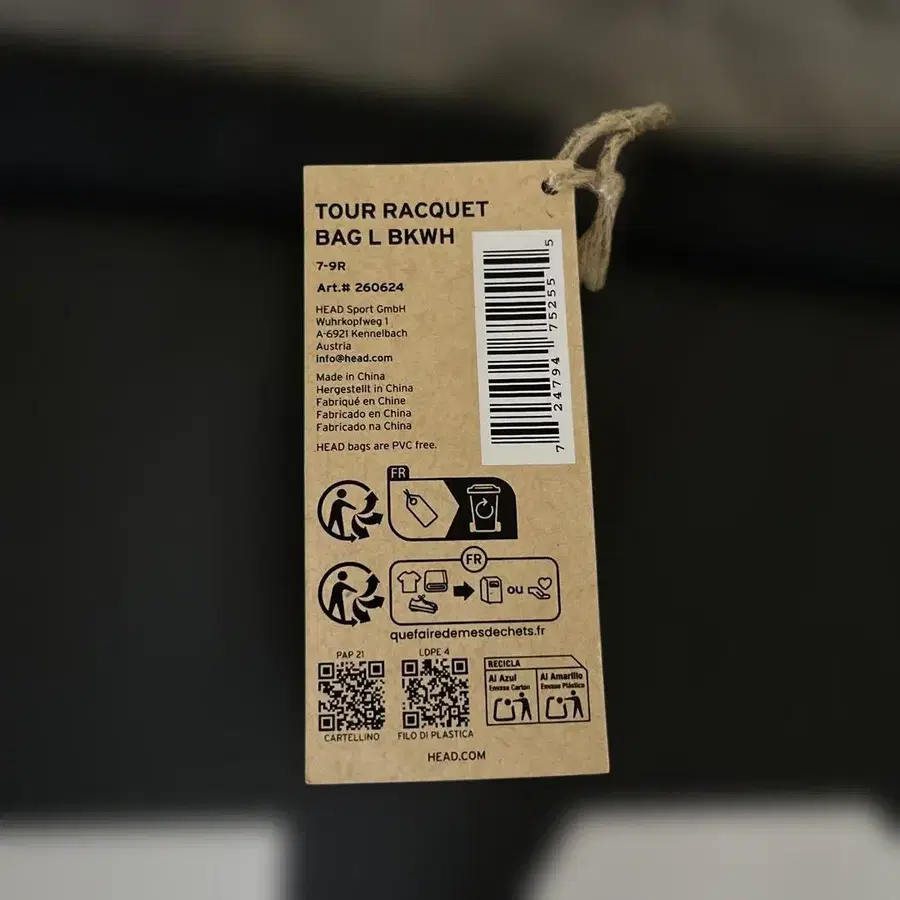 TOUR RACQUET
BAG L BKWH
7-9R
Art.# 260624
HEAD Sport GmbH
Wuhrkopfweg 1
A-6921 Kennelbach
Austria
info@head.com
Made in China
Hergestellt in China
Fabriqué en Chine
Fabricado en China
Fabricado na China
HEAD bags are PVC free.
7 24794 75255 5
FR
FR
ou
quefairedemesdechets.fr
PAP 21
LDPE 4
CARTELLINO
FILO DI PLASTICA
RECICLA
Al Azul
Envase Cartón
Al Amarillo
Envase Plástico
HEAD.COM